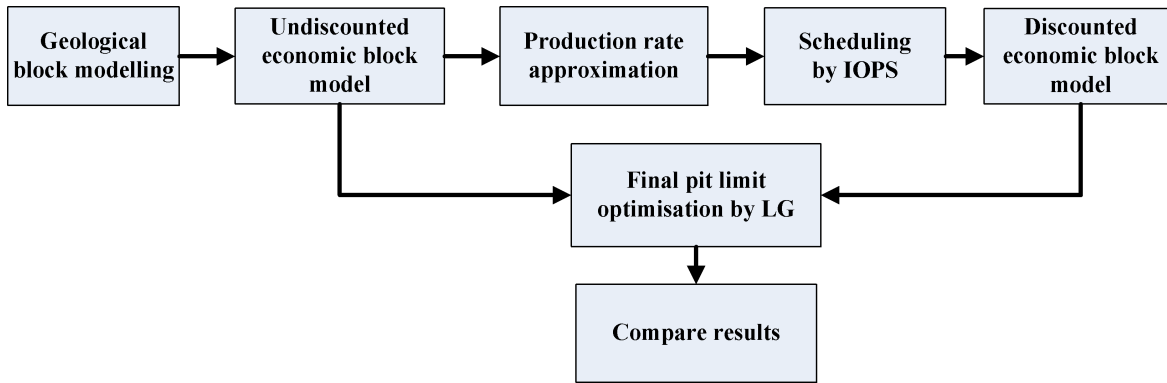 Geological
block modelling
Undiscounted
economic block
model
Production rate
approximation
Scheduling
by IOPS
Discounted
economic block
model
Final pit limit
optimisation by LG
Compare results